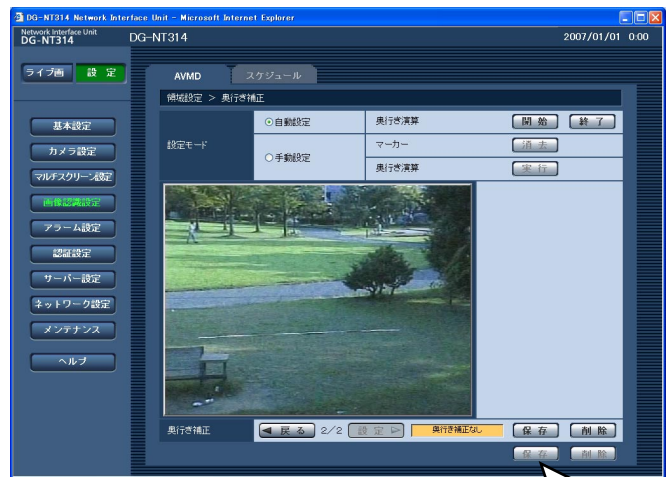 DG-NT314 Network Interface Unit - Microsoft Internet Explorer
Network Interface Unit
DG-NT314
DG-NT314
2007/01/01 0:00
ライブ画 設 定
AVMD スケジュール
領域設定 > 奥行き補正
設定モード
自動設定 奥行き演算 開 始 終 了
手動設定 マーカー 消 去
奥行き演算 実 行
基本設定
カメラ設定
マルチスクリーン設定
画像認識設定
アラーム設定
認証設定
サーバー設定
ネットワーク設定
メンテナンス
ヘルプ
奥行き補正 ◀ 戻 る 2/2 設 定 ▷ 奥行き補正なし 保 存 削 除
保 存 削 除